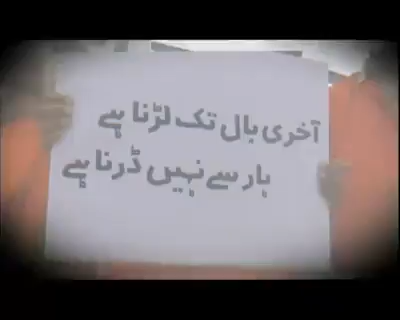 آخری بال تک لڑنا ہے
ہار سے نہیں ڈرنا ہے